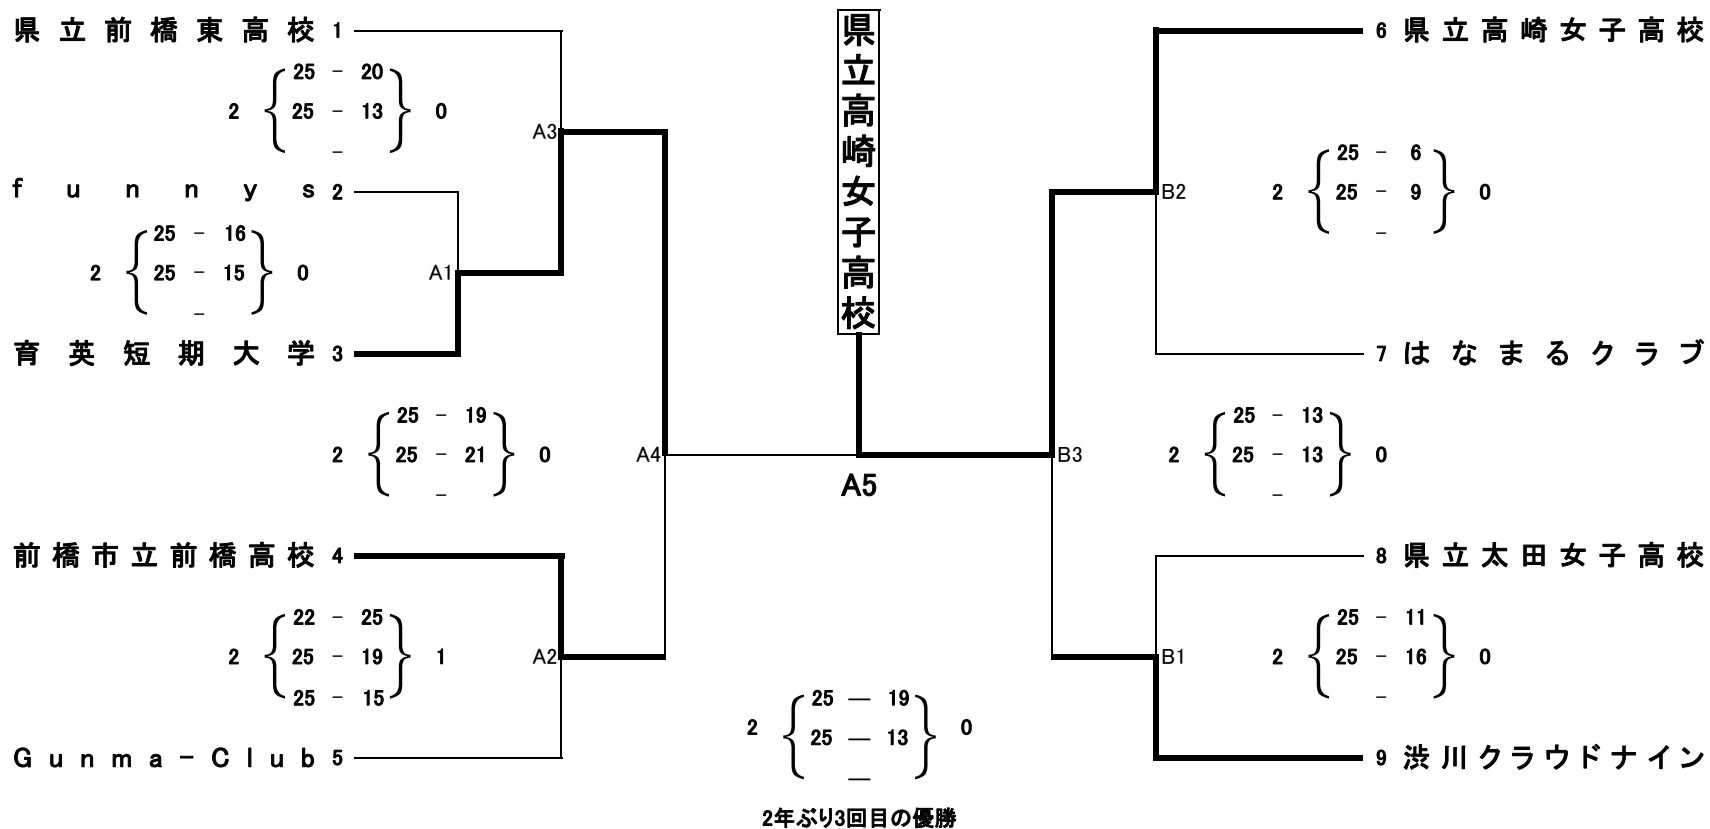 県立前橋東高校 1
25 - 20
2 25 - 13 0
-
A3
funnys 2
25 - 16
2 25 - 15 0
-
A1
育英短期大学 3
25 - 19
2 25 - 21 0
-
A4
前橋市立前橋高校 4
22 - 25
2 25 - 19 1
25 - 15
A2
Gunma-Club 5
県立高崎女子高校
A5
25 — 19
2 25 — 13 0
—
2年ぶり3回目の優勝
6 県立高崎女子高校
25 - 6
2 25 - 9 0
-
B2
7 はなまるクラブ
25 - 13
2 25 - 13 0
-
B3
8 県立太田女子高校
25 - 11
2 25 - 16 0
-
B1
9 渋川クラウドナイン